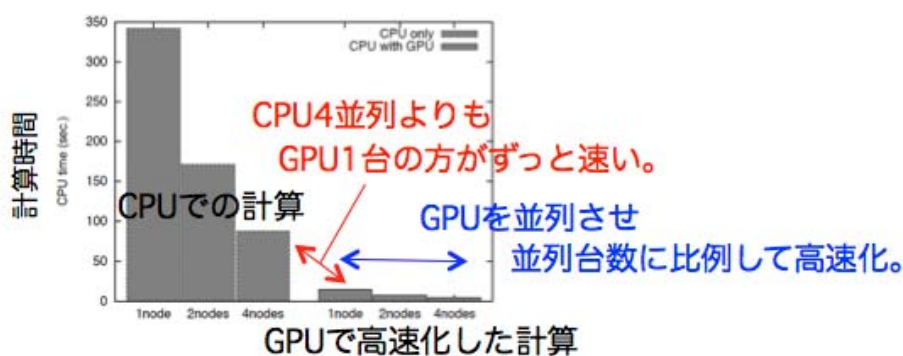 350
300
250
200
150
100
50
0
計算時間
CPU time (sec.)
CPU only
CPU with GPU
CPU4並列よりも
GPU1台の方がずっと速い。
CPUでの計算
GPUを並列させ
並列台数に比例して高速化。
1node 2nodes 4nodes 1node 2nodes 4nodes
GPUで高速化した計算